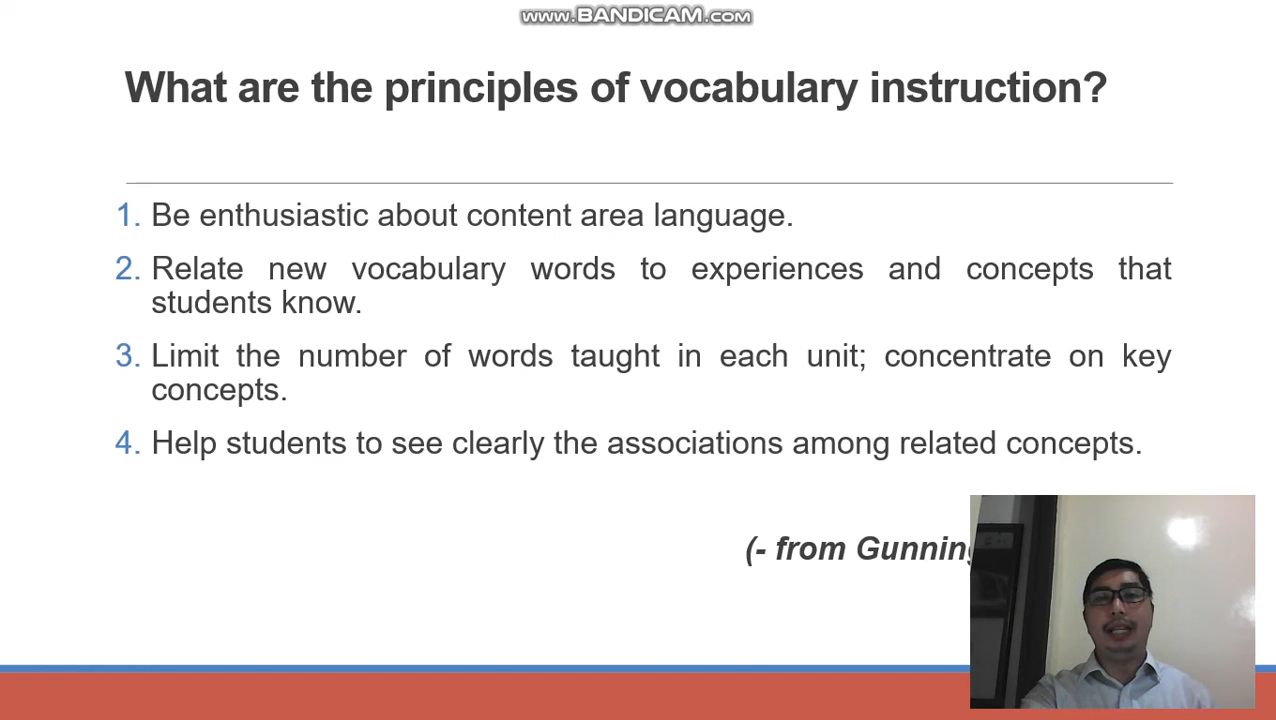 www.BANDICAM.com
What are the principles of vocabulary instruction?
1. Be enthusiastic about content area language.
2. Relate new vocabulary words to experiences and concepts that
students know.
3. Limit the number of words taught in each unit; concentrate on key
concepts.
4. Help students to see clearly the associations among related concepts.
(- from